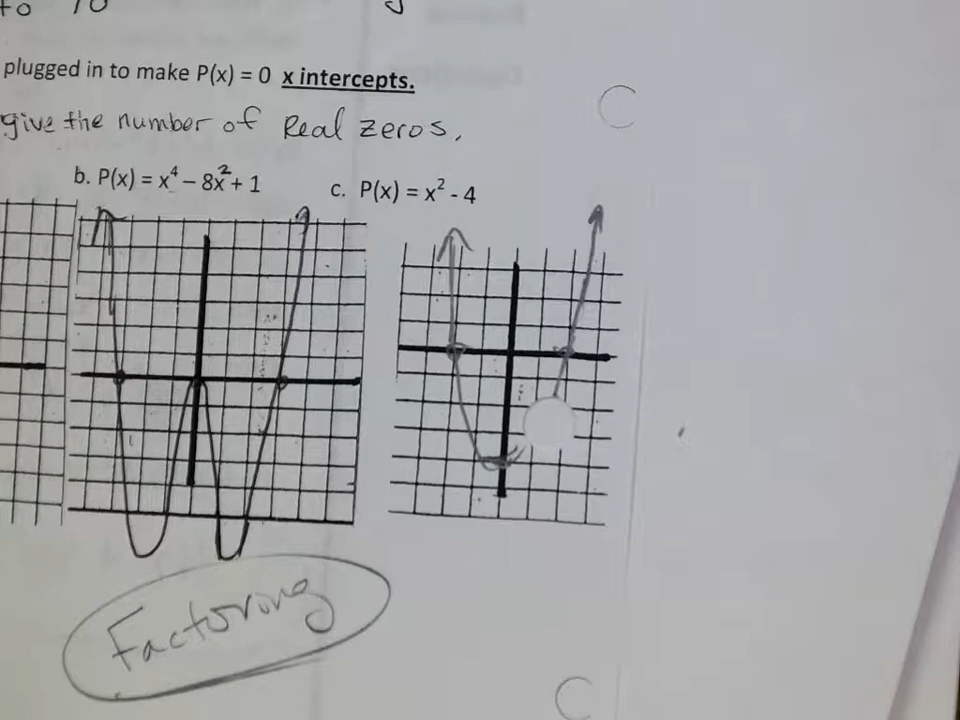 to 10
plugged in to make P(x) = 0 x intercepts.
give the number of Real zeros.
b. P(x) = x⁴ – 8x² + 1
c. P(x) = x² - 4
Factoring